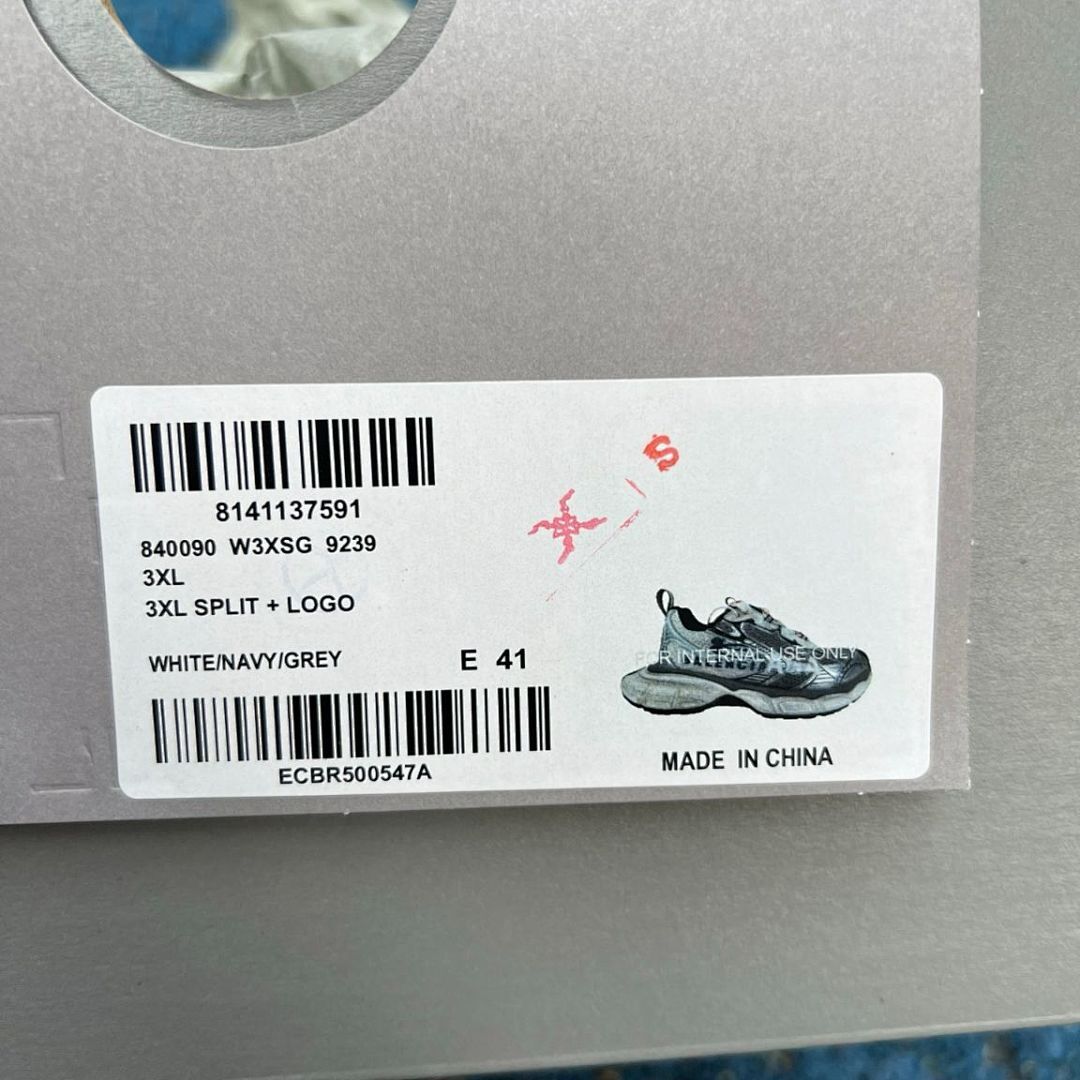 8141137591
840090 W3XSG 9239
3XL
3XL SPLIT + LOGO
WHITE/NAVY/GREY
E 41
ECBR500547A
S
FOR INTERNAL USE ONLY
MADE IN CHINA